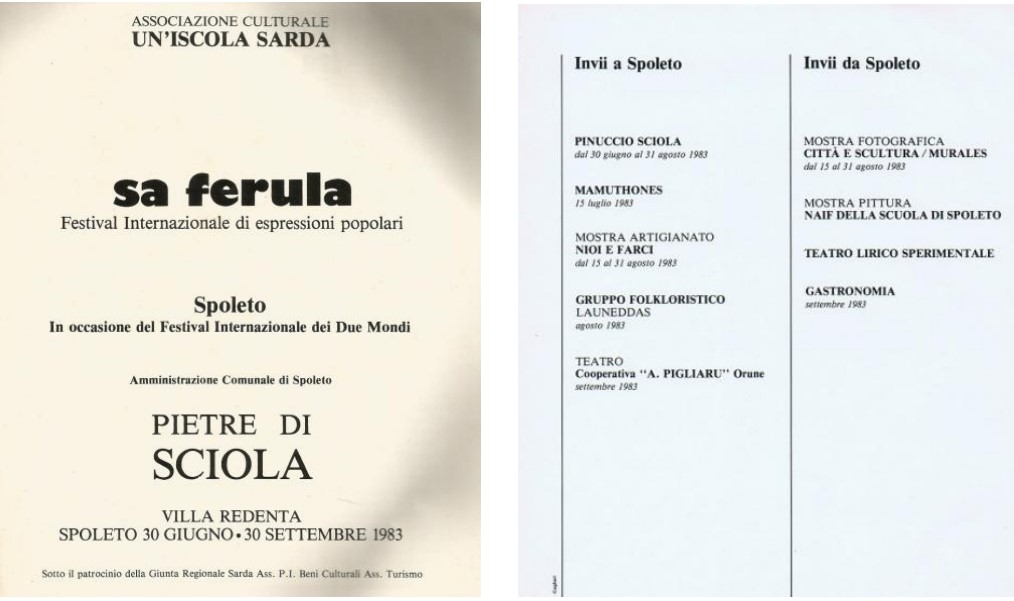 ASSOCIAZIONE CULTURALE
UN'ISCOLA SARDA
sa ferula
Festival Internazionale di espressioni popolari
Spoleto
In occasione del Festival Internazionale dei Due Mondi
Amministrazione Comunale di Spoleto
PIETRE DI
SCIOLA
VILLA REDENTA
SPOLETO 30 GIUGNO • 30 SETTEMBRE 1983
Sotto il patrocinio della Giunta Regionale Sarda Ass. P.I. Beni Culturali Ass. Turismo
Invii a Spoleto
PINUCCIO SCIOLA
dal 30 giugno al 31 agosto 1983
MAMUTHONES
15 luglio 1983
MOSTRA ARTIGIANATO
NIOI E FARCI
dal 15 al 31 agosto 1983
GRUPPO FOLKLORISTICO
LAUNEDDAS
agosto 1983
TEATRO
Cooperativa "A. PIGLIARU" Orune
settembre 1983
Invii da Spoleto
MOSTRA FOTOGRAFICA
CITTÀ E SCULTURA / MURALES
dal 15 al 31 agosto 1983
MOSTRA PITTURA
NAIF DELLA SCUOLA DI SPOLETO
TEATRO LIRICO SPERIMENTALE
GASTRONOMIA
settembre 1983